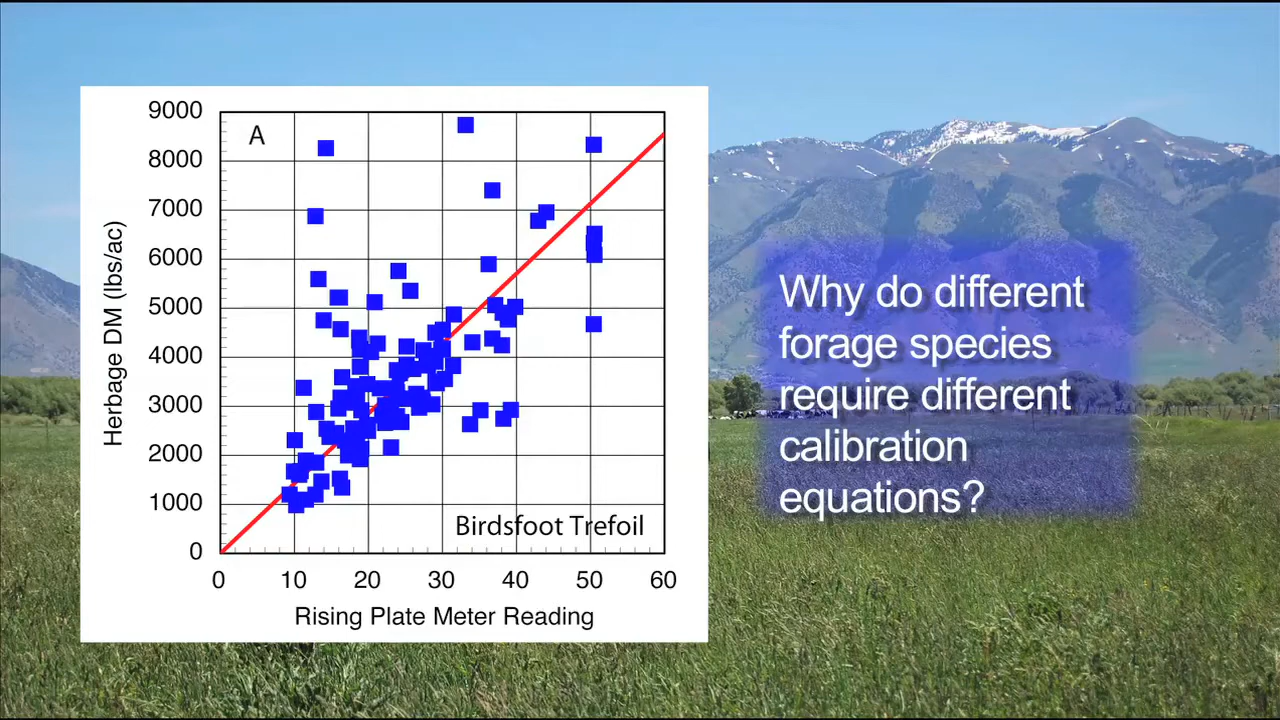 A
9000
8000
7000
6000
5000
4000
3000
2000
1000
0
Herbage DM (lbs/ac)
Birdsfoot Trefoil
0 10 20 30 40 50 60
Rising Plate Meter Reading
Why do different
forage species
require different
calibration
equations?